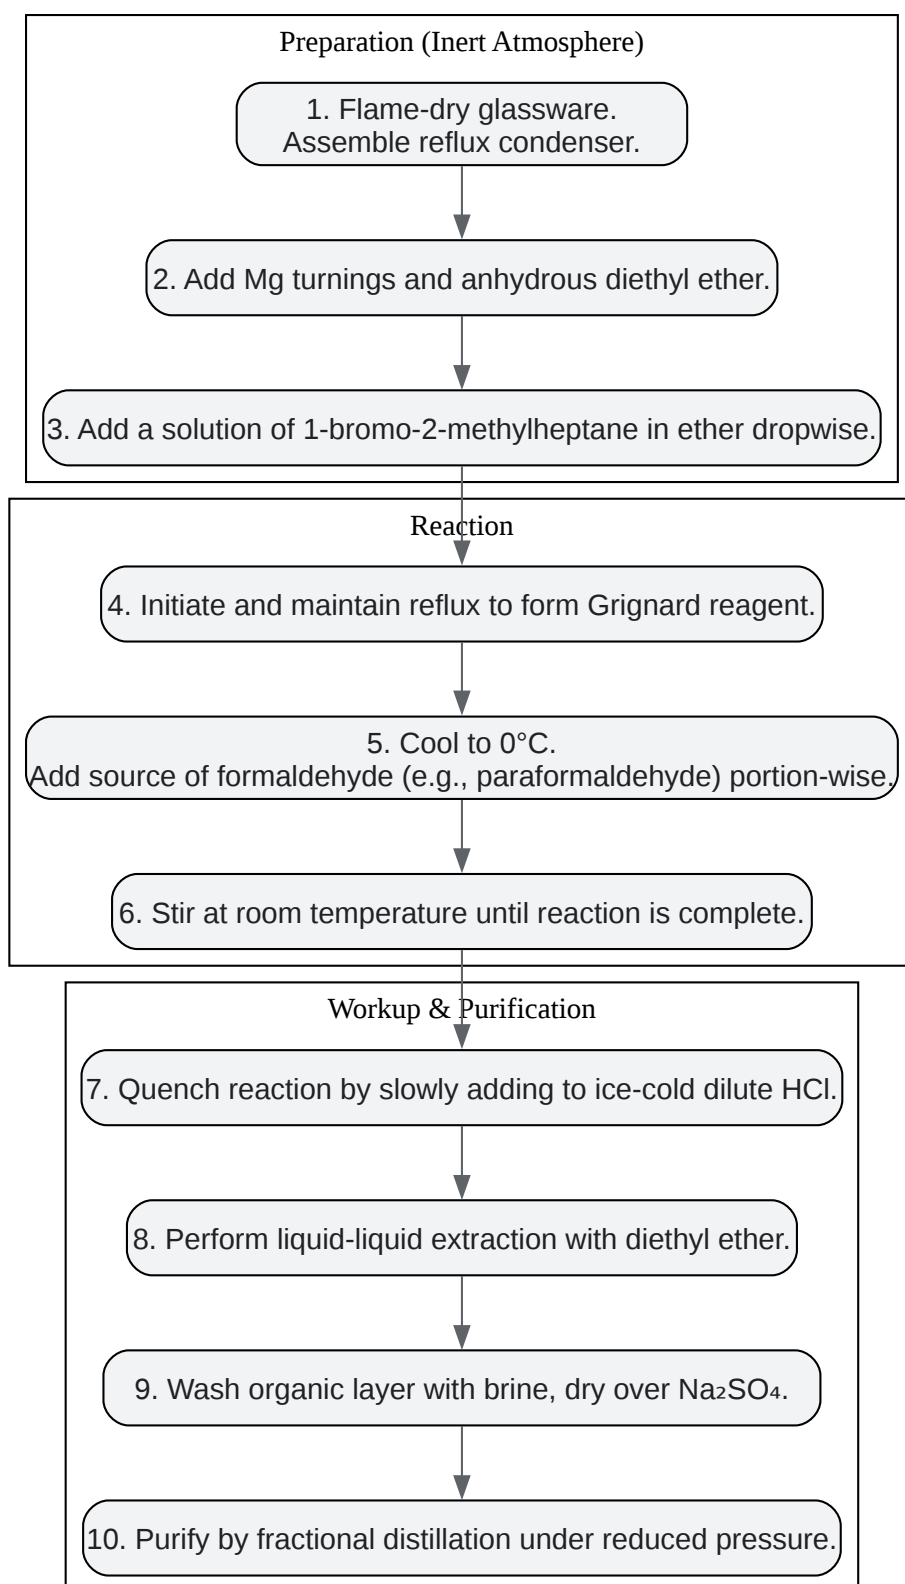 Preparation (Inert Atmosphere)
1. Flame-dry glassware.
Assemble reflux condenser.
2. Add Mg turnings and anhydrous diethyl ether.
3. Add a solution of 1-bromo-2-methylheptane in ether dropwise.
Reaction
4. Initiate and maintain reflux to form Grignard reagent.
5. Cool to 0°C.
Add source of formaldehyde (e.g., paraformaldehyde) portion-wise.
6. Stir at room temperature until reaction is complete.
Workup & Purification
7. Quench reaction by slowly adding to ice-cold dilute HCl.
8. Perform liquid-liquid extraction with diethyl ether.
9. Wash organic layer with brine, dry over Na₂SO₄.
10. Purify by fractional distillation under reduced pressure.